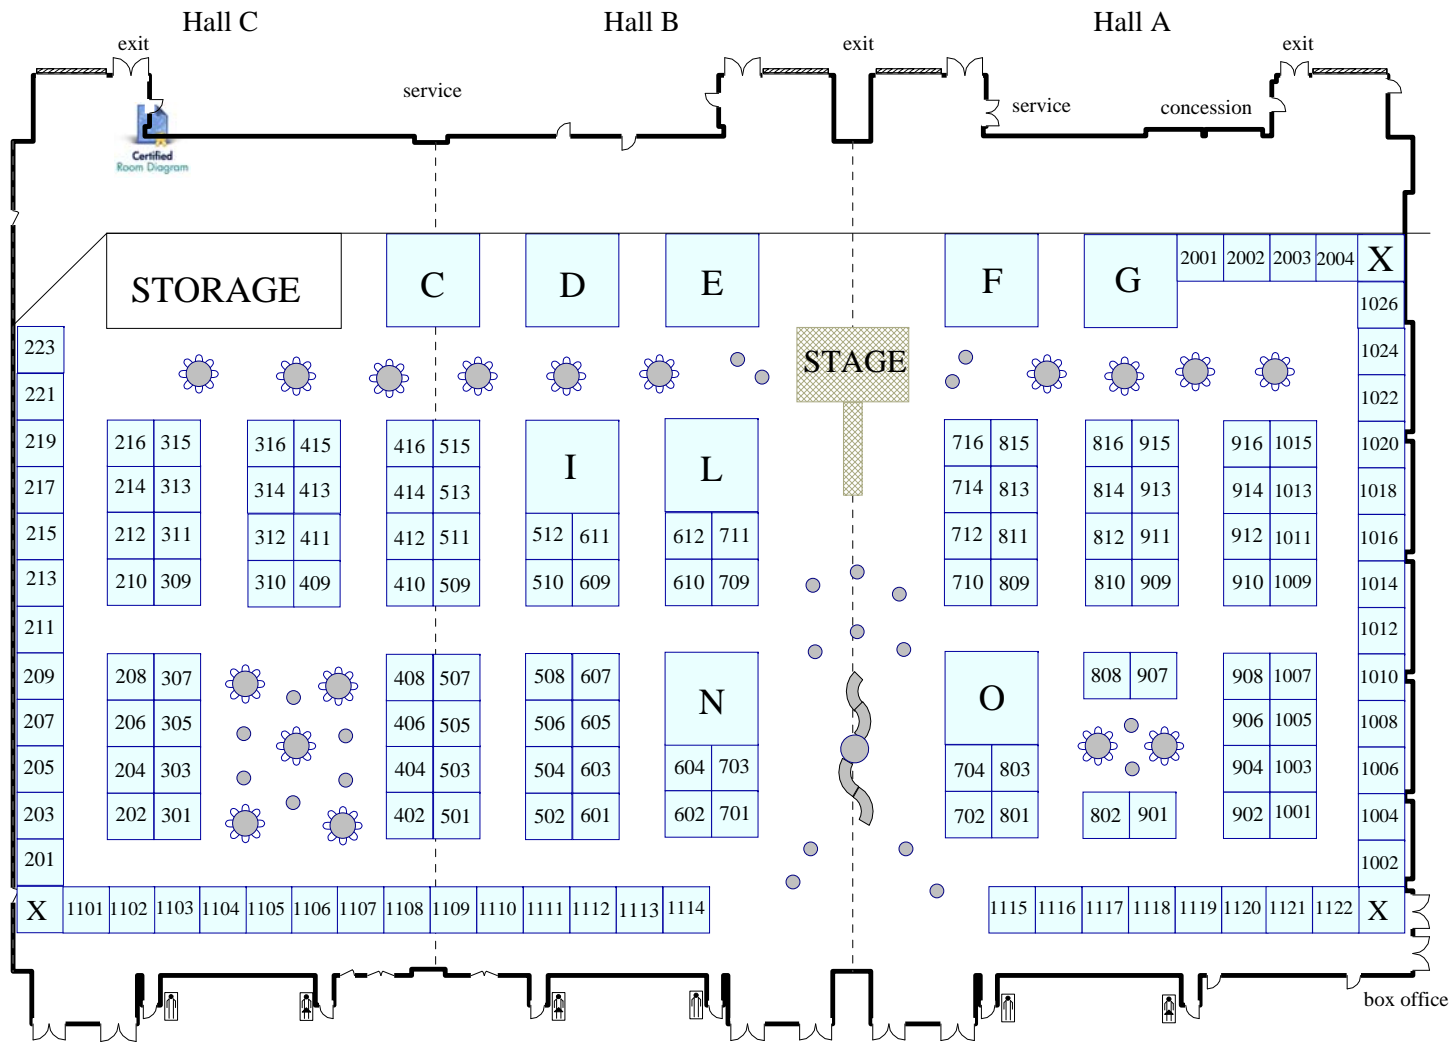 Hall C Hall B Hall A
exit exit exit
service service concession
Certified
Room Diagram
STORAGE C D E F G 2001 2002 2003 2004 X
1026
223 STAGE 1024
221 1022
219 216 315 316 415 416 515 I L 716 815 816 915 916 1015 1020
217 214 313 314 413 414 513 714 813 814 913 914 1013 1018
215 212 311 312 411 412 511 512 611 612 711 712 811 812 911 912 1011 1016
213 210 309 310 409 410 509 510 609 610 709 710 809 810 909 910 1009 1014
211 1012
209 208 307 408 507 508 607 N O 808 907 908 1007 1010
207 206 305 406 505 506 605 906 1005 1008
205 204 303 404 503 504 603 604 703 704 803 904 1003 1006
203 202 301 402 501 502 601 602 701 702 801 802 901 902 1001 1004
201 1002
X 1101 1102 1103 1104 1105 1106 1107 1108 1109 1110 1111 1112 1113 1114 1115 1116 1117 1118 1119 1120 1121 1122 X
box office